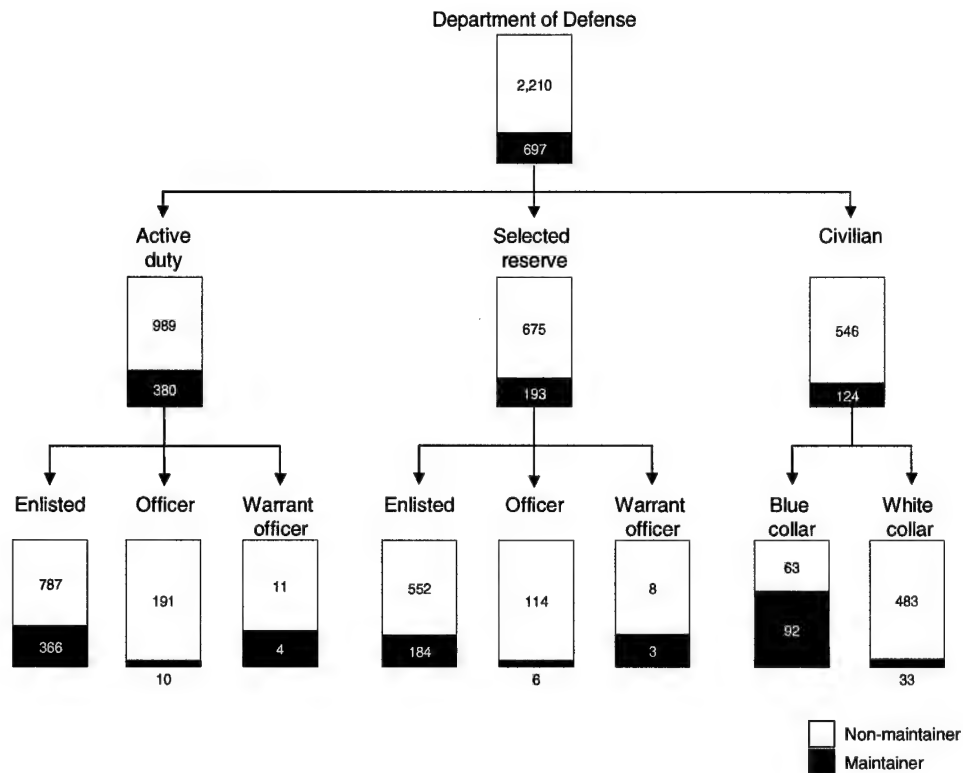 Department of Defense
2,210
697
Active
duty
Selected
reserve
Civilian
989
675
546
380
193
124
Enlisted
Officer
Warrant
officer
Enlisted
Officer
Warrant
officer
Blue
collar
White
collar
787
191
11
552
114
8
63
483
366
4
184
3
92
10
6
33
Non-maintainer
Maintainer